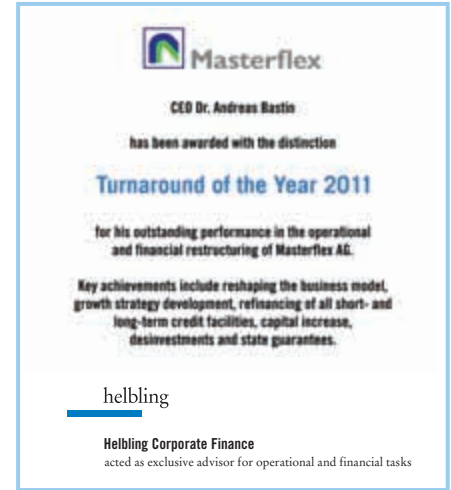 Masterflex
CEO Dr. Andreas Bastin
has been awarded with the distinction
Turnaround of the Year 2011
for his outstanding performance in the operational
and financial restructuring of Masterflex AG.
Key achievements include reshaping the business model,
growth strategy development, refinancing of all short- and
long-term credit facilities, capital increase,
desinvestments and state guarantees.
helbling
Helbling Corporate Finance
acted as exclusive advisor for operational and financial tasks